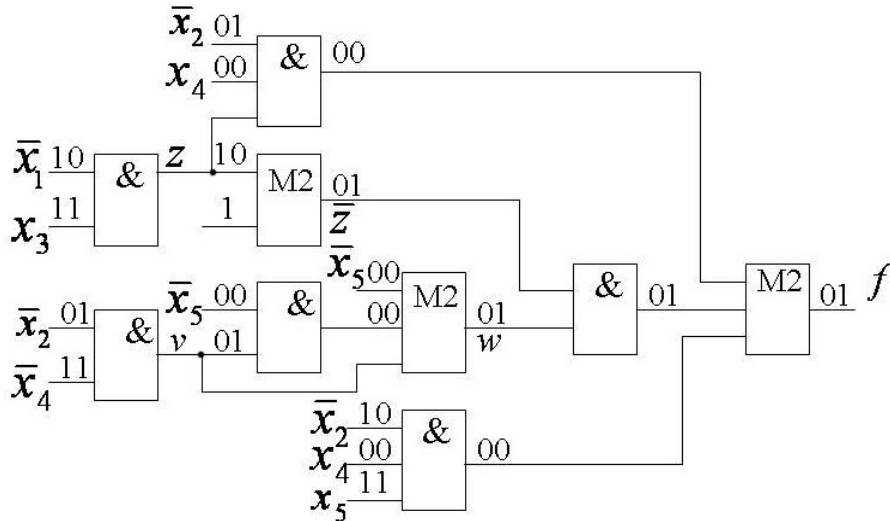 x̄₂ 01
x₄ 00
& 00
x̄₁ 10
x₃ 11
& z
10
1
M2 01
z̄
x̄₂ 01
x̄₄ 11
& v
x̄₅ 00
01
& 00
x̄₅ 00
M2 01
w
& 01
x̄₂ 10
x₄² 00
x₅ 11
& 00
M2 01 f